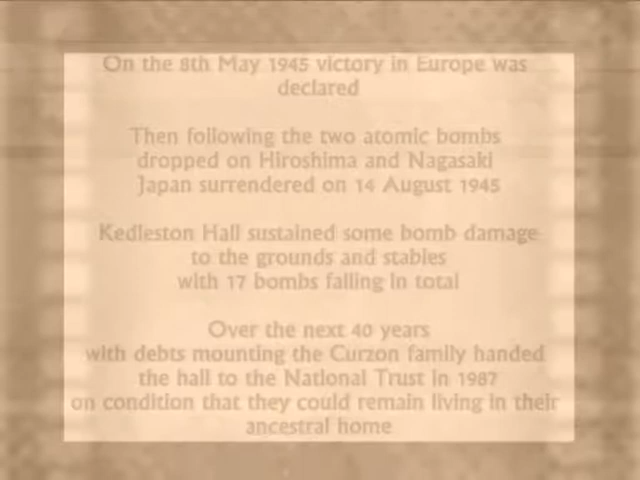 On the 8th May 1945 victory in Europe was
declared
Then following the two atomic bombs
dropped on Hiroshima and Nagasaki
Japan surrendered on 14 August 1945
Kedleston Hall sustained some bomb damage
to the grounds and stables
with 17 bombs falling in total
Over the next 40 years
with debts mounting the Curzon family handed
the hall to the National Trust in 1987
on condition that they could remain living in their
ancestral home